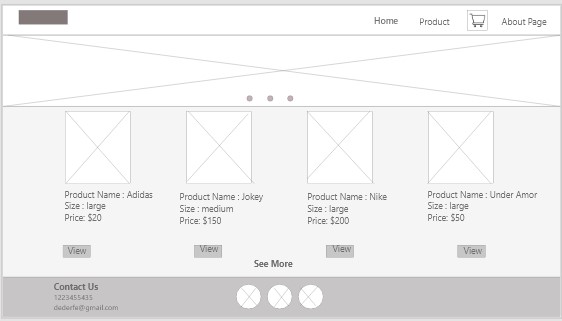 Home Product About Page
Product Name : Adidas
Size : large
Price: $20
View
Product Name : Jokey
Size : medium
Price: $150
View
Product Name : Nike
Size : large
Price: $200
View
Product Name : Under Amor
Size : large
Price: $50
View
See More
Contact Us
1223455435
dederfe@gmail.com